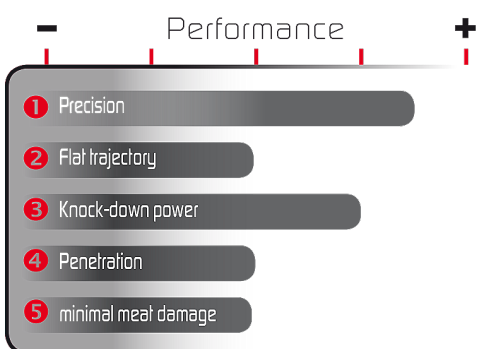 − Performance +
1 Precision
2 Flat trajectory
3 Knock-down power
4 Penetration
5 minimal meat damage